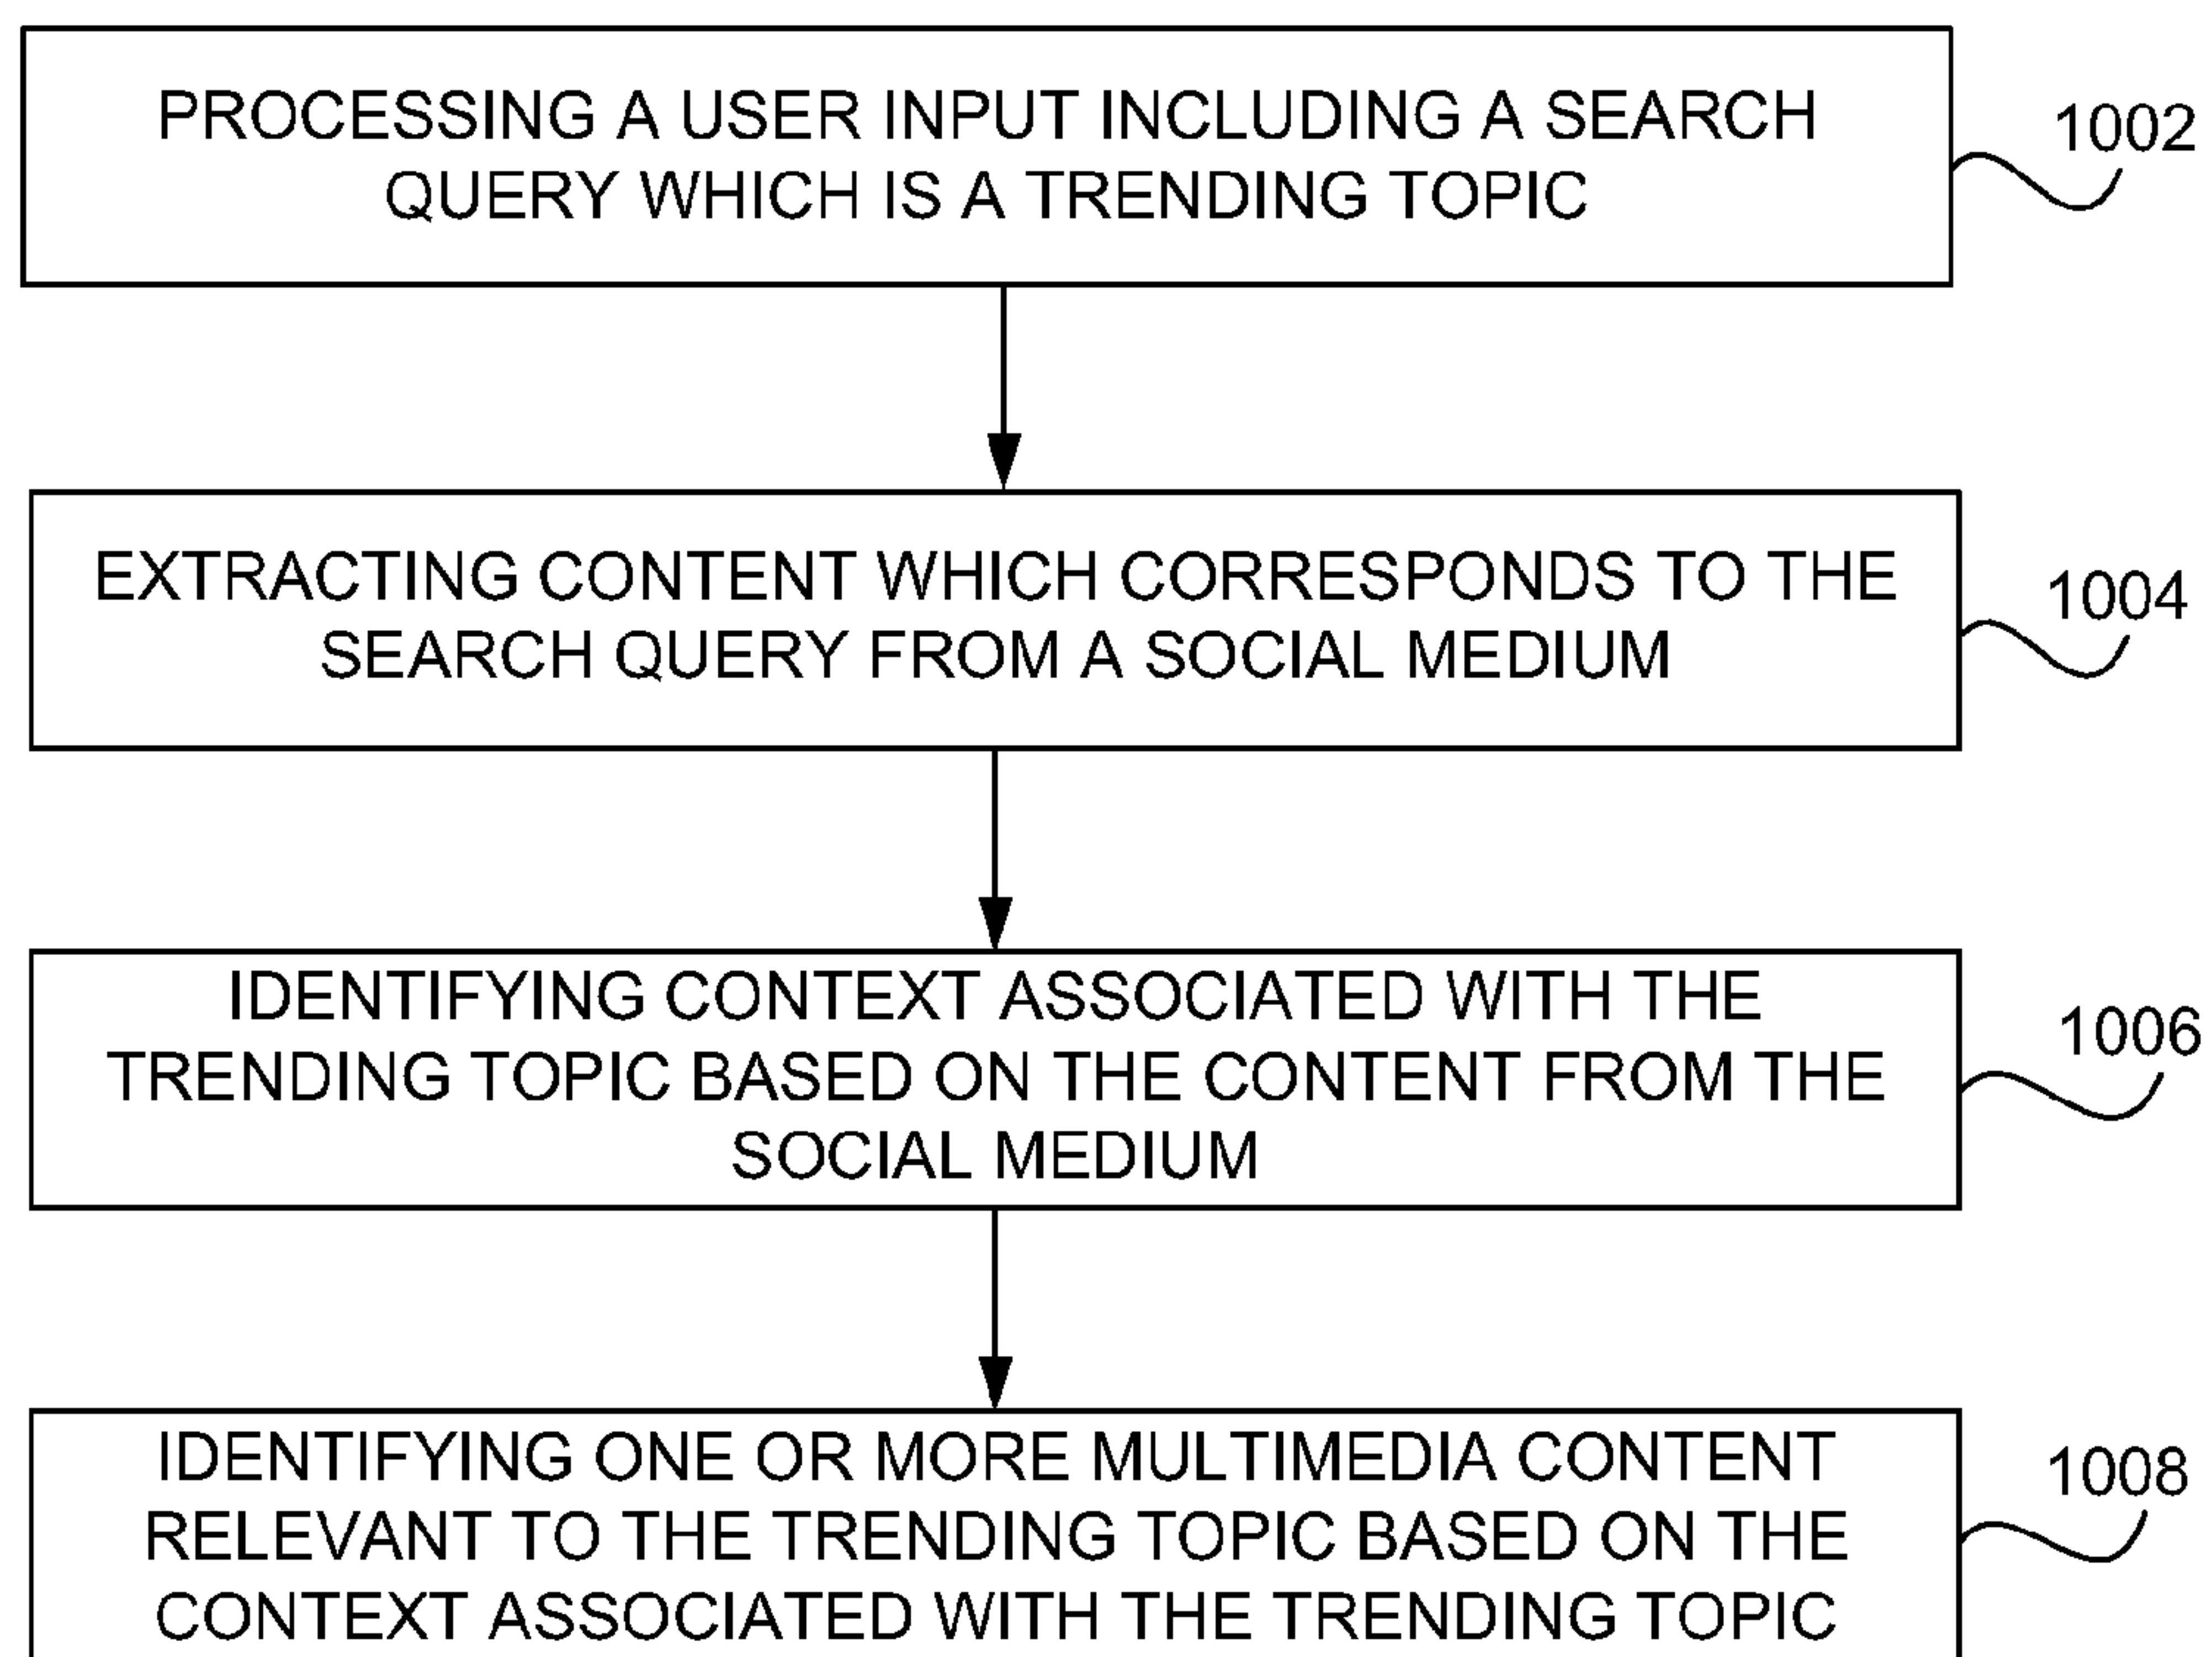 PROCESSING A USER INPUT INCLUDING A SEARCH
QUERY WHICH IS A TRENDING TOPIC
1002
EXTRACTING CONTENT WHICH CORRESPONDS TO THE
SEARCH QUERY FROM A SOCIAL MEDIUM
1004
IDENTIFYING CONTEXT ASSOCIATED WITH THE
TRENDING TOPIC BASED ON THE CONTENT FROM THE
SOCIAL MEDIUM
1006
IDENTIFYING ONE OR MORE MULTIMEDIA CONTENT
RELEVANT TO THE TRENDING TOPIC BASED ON THE
CONTEXT ASSOCIATED WITH THE TRENDING TOPIC
1008